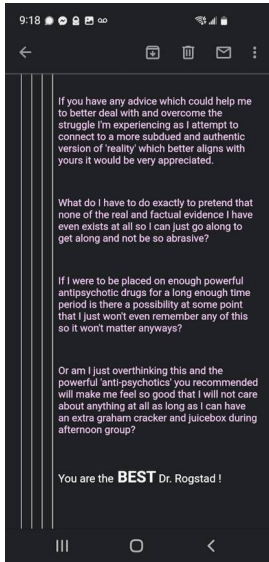 9:18
If you have any advice which could help me
to better deal with and overcome the
struggle I'm experiencing as I attempt to
connect to a more subdued and authentic
version of 'reality' which better aligns with
yours it would be very appreciated.
What do I have to do exactly to pretend that
none of the real and factual evidence I have
even exists at all so I can just go along to
get along and not be so abrasive?
If I were to be placed on enough powerful
antipsychotic drugs for a long enough time
period is there a possibility at some point
that I just won't even remember any of this
so it won't matter anyways?
Or am I just overthinking this and the
powerful 'anti-psychotics' you recommended
will make me feel so good that I will not care
about anything at all as long as I can have
an extra graham cracker and juicebox during
afternoon group?
You are the BEST Dr. Rogstad !